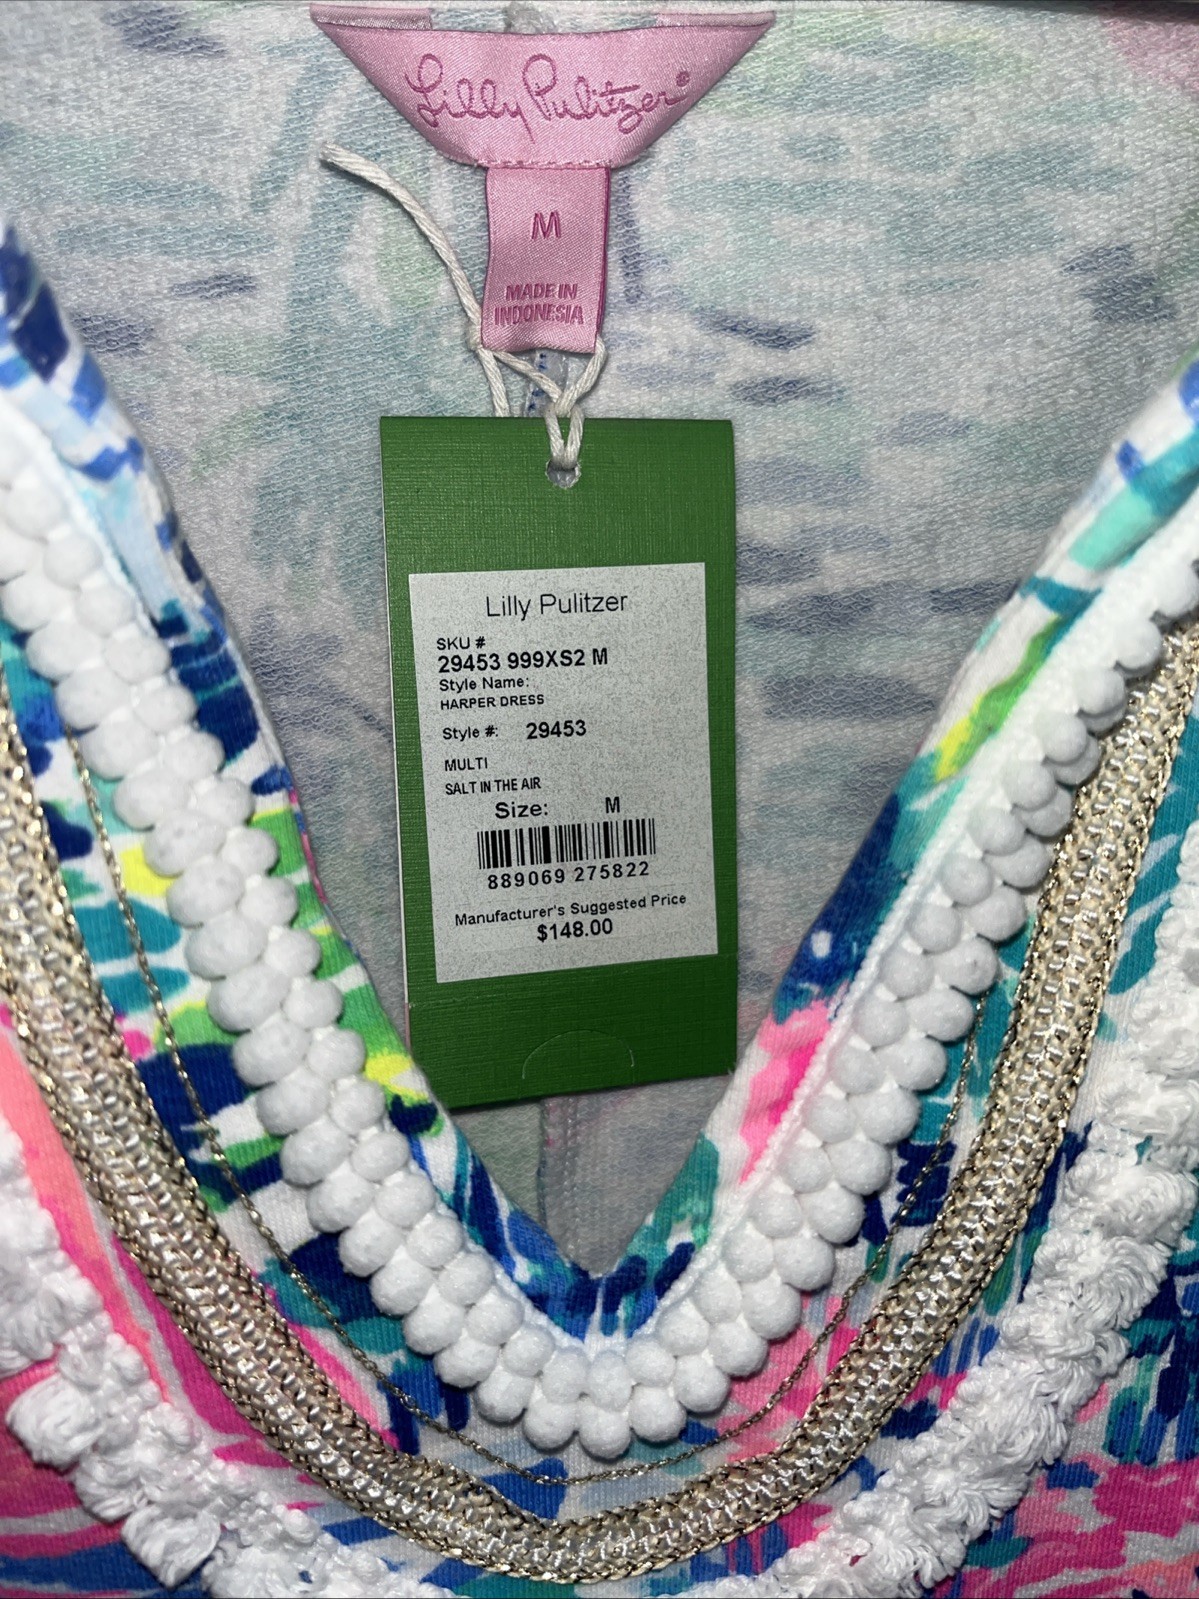 Lilly Pulitzer®
M
MADE IN
INDONESIA
Lilly Pulitzer
SKU #
29453 999XS2 M
Style Name:
HARPER DRESS
Style #: 29453
MULTI
SALT IN THE AIR
Size: M
889069 275822
Manufacturer's Suggested Price
$148.00